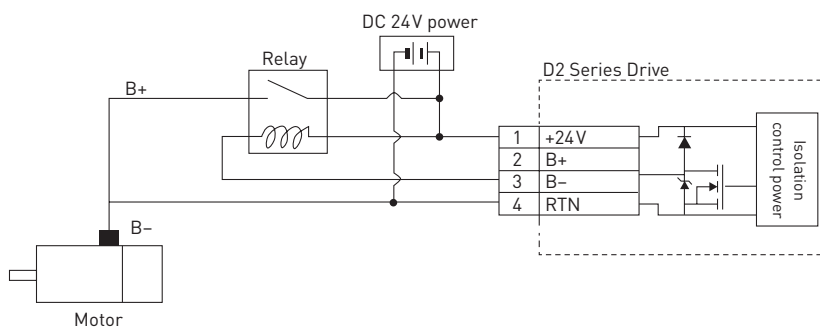 DC 24V power
Relay
D2 Series Drive
B+
1 +24V
2 B+
3 B–
4 RTN
Isolation
control power
B–
Motor